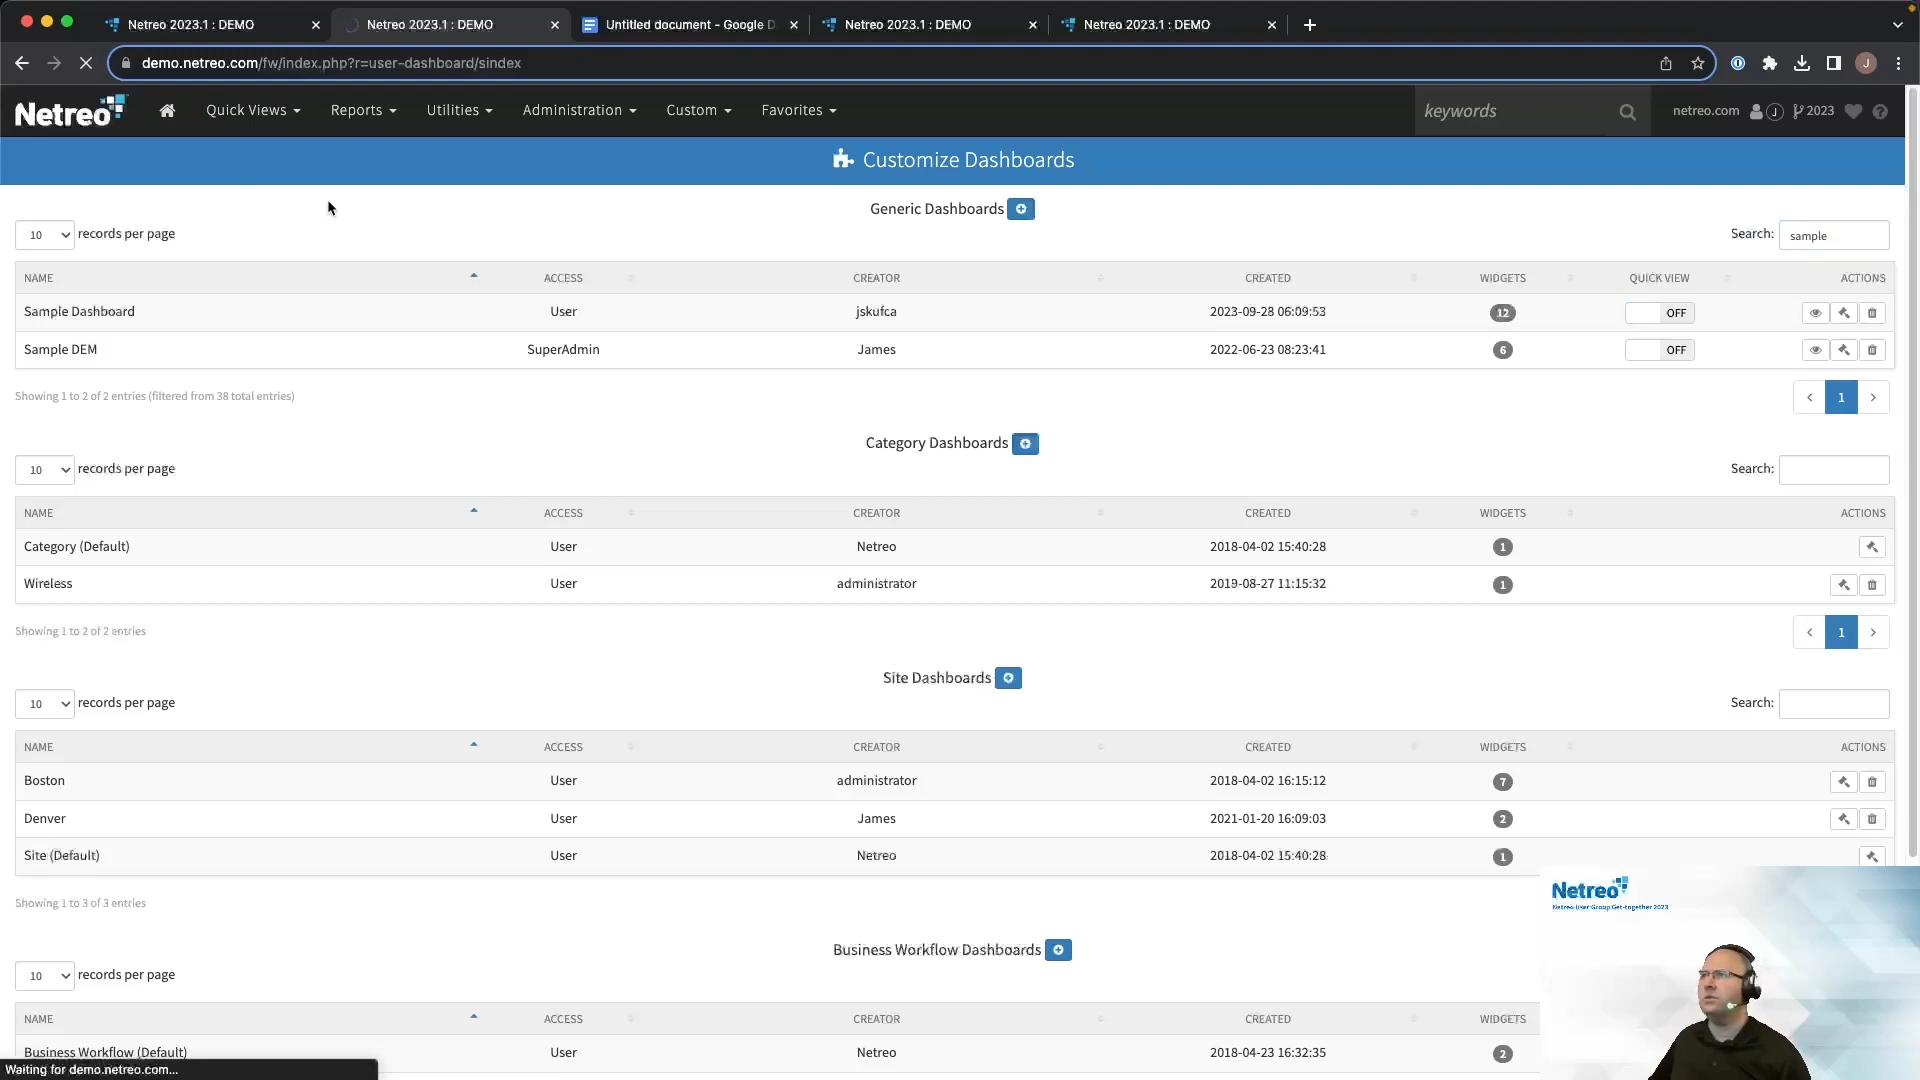 Netreo 2023.1 : DEMO
Netreo 2023.1 : DEMO
Untitled document - Google D
Netreo 2023.1 : DEMO
Netreo 2023.1 : DEMO
demo.netreo.com/fw/index.php?r=user-dashboard/sindex
J
Netreo
Quick Views
Reports
Utilities
Administration
Custom
Favorites
keywords
netreo.com
J
2023
Customize Dashboards
Generic Dashboards
10 records per page
Search: sample
NAME ACCESS CREATOR CREATED WIDGETS QUICK VIEW ACTIONS
Sample Dashboard User jskufca 2023-09-28 06:09:53 12 OFF
Sample DEM SuperAdmin James 2022-06-23 08:23:41 6 OFF
Showing 1 to 2 of 2 entries (filtered from 38 total entries)
< 1 >
Category Dashboards
10 records per page
Search:
NAME ACCESS CREATOR CREATED WIDGETS ACTIONS
Category (Default) User Netreo 2018-04-02 15:40:28 1
Wireless User administrator 2019-08-27 11:15:32 1
Showing 1 to 2 of 2 entries
< 1 >
Site Dashboards
10 records per page
Search:
NAME ACCESS CREATOR CREATED WIDGETS ACTIONS
Boston User administrator 2018-04-02 16:15:12 7
Denver User James 2021-01-20 16:09:03 2
Site (Default) User Netreo 2018-04-02 15:40:28 1
Showing 1 to 3 of 3 entries
Netreo
Netreo User Group Get-together 2023
Business Workflow Dashboards
10 records per page
NAME ACCESS CREATOR CREATED WIDGETS
Business Workflow (Default) User Netreo 2018-04-23 16:32:35 2
Waiting for demo.netreo.com...